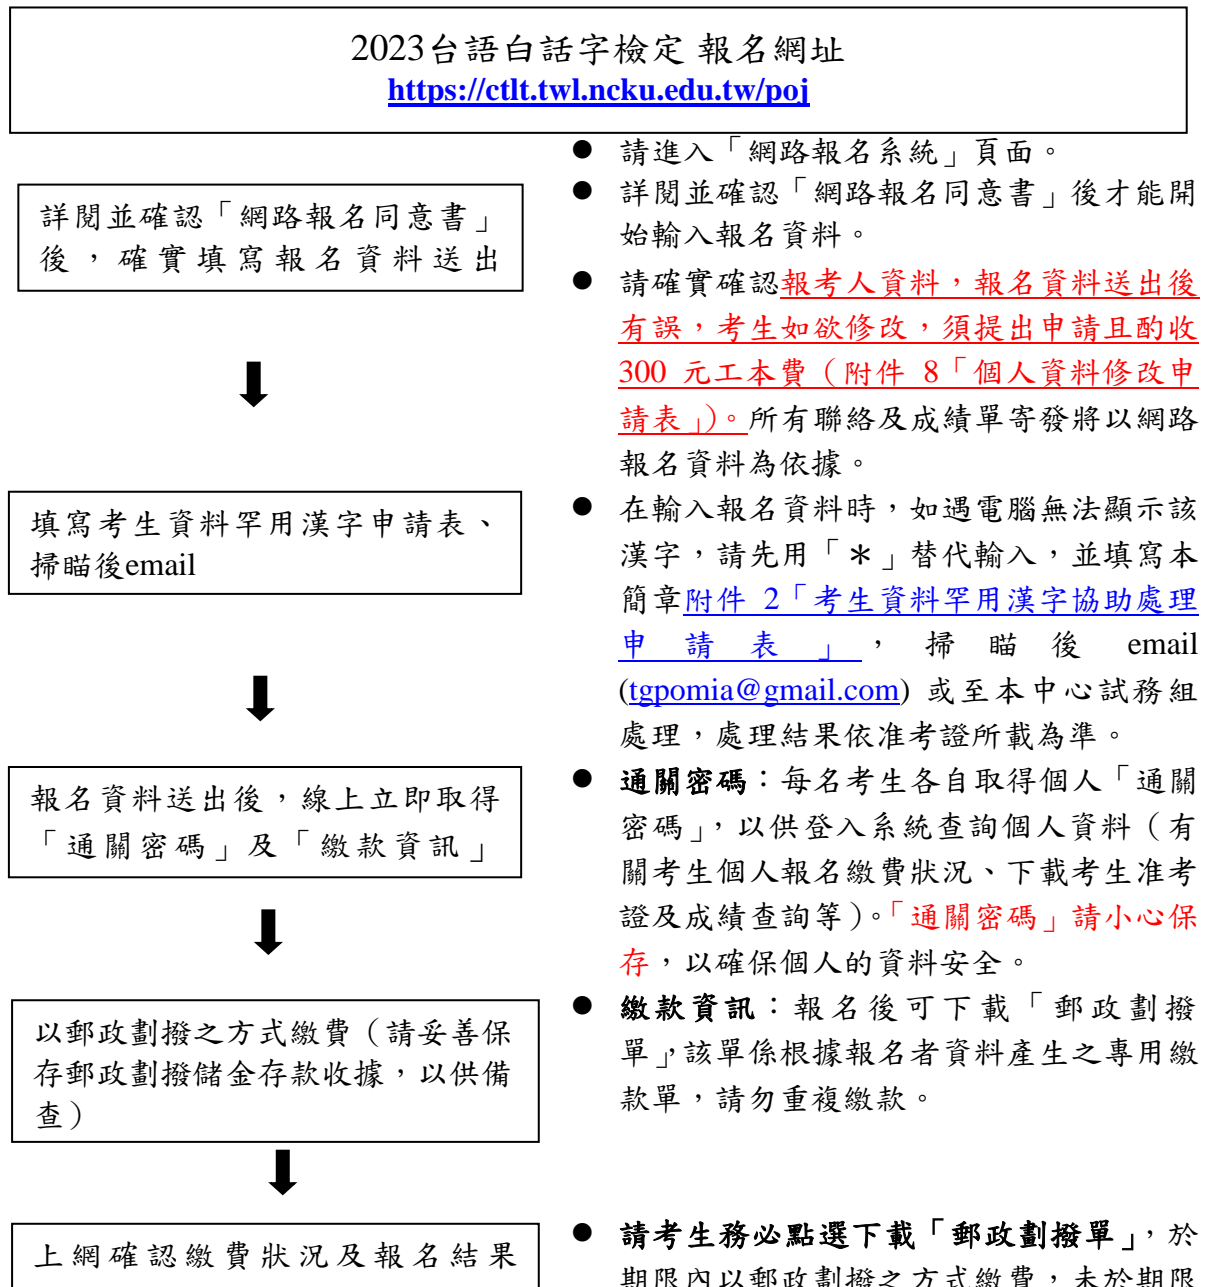 2023台語白話字檢定 報名網址
https://ctlt.twl.ncku.edu.tw/poj
詳閱並確認「網路報名同意書」
後，確實填寫報名資料送出
填寫考生資料罕用漢字申請表、
掃瞄後email
報名資料送出後，線上立即取得
「通關密碼」及「繳款資訊」
以郵政劃撥之方式繳費（請妥善保
存郵政劃撥儲金存款收據，以供備
查）
上網確認繳費狀況及報名結果
● 請進入「網路報名系統」頁面。
● 詳閱並確認「網路報名同意書」後才能開
始輸入報名資料。
● 請確實確認報考人資料，報名資料送出後
有誤，考生如欲修改，須提出申請且酌收
300 元工本費（附件 8「個人資料修改申
請表」）。所有聯絡及成績單寄發將以網路
報名資料為依據。
● 在輸入報名資料時，如遇電腦無法顯示該
漢字，請先用「＊」替代輸入，並填寫本
簡章附件 2「考生資料罕用漢字協助處理
申請表」，掃瞄後 email
(tgpomia@gmail.com) 或至本中心試務組
處理，處理結果依准考證所載為準。
● 通關密碼：每名考生各自取得個人「通關
密碼」，以供登入系統查詢個人資料（有
關考生個人報名繳費狀況、下載考生准考
證及成績查詢等）。「通關密碼」請小心保
存，以確保個人的資料安全。
● 繳款資訊：報名後可下載「郵政劃撥
單」，該單係根據報名者資料產生之專用繳
款單，請勿重複繳款。
● 請考生務必點選下載「郵政劃撥單」，於
期限內以郵政劃撥之方式繳費，未於期限